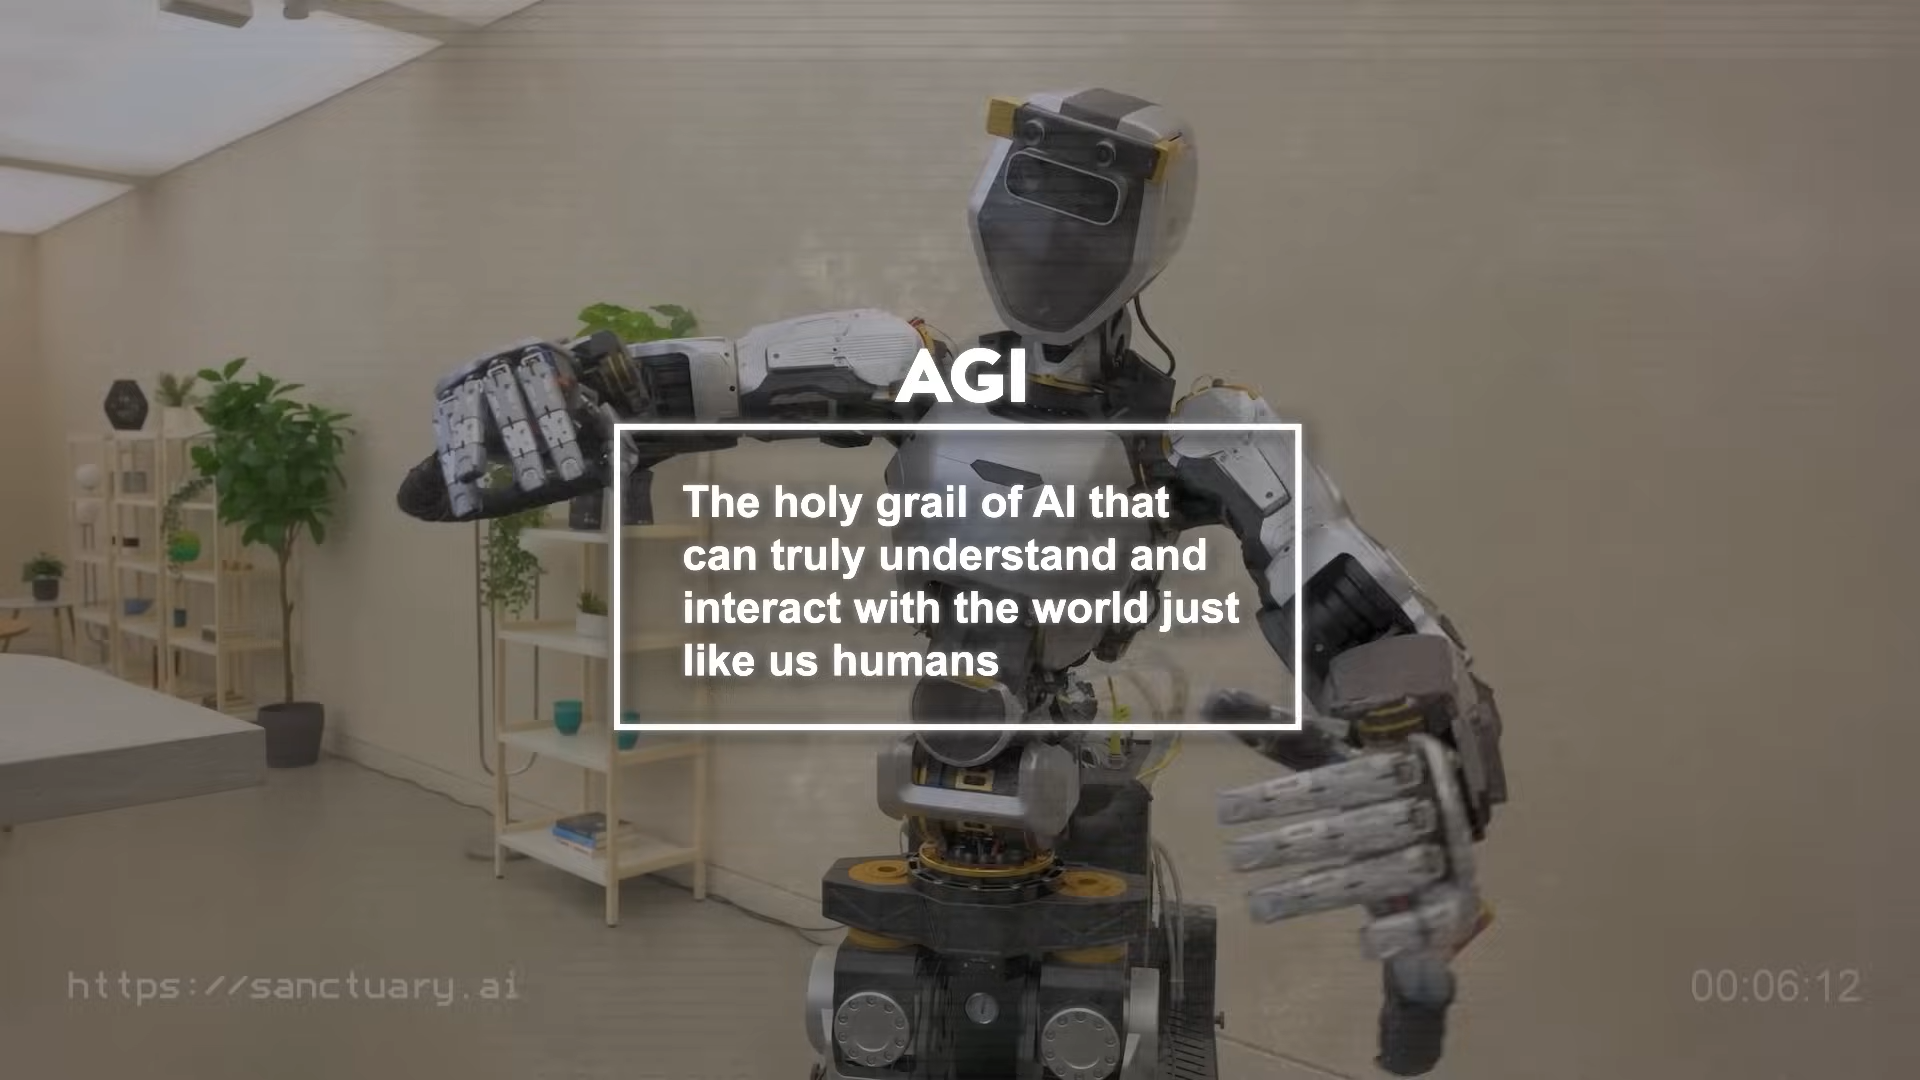 AGI
The holy grail of AI that
can truly understand and
interact with the world just
like us humans
https://sanctuary.ai
00:06:12